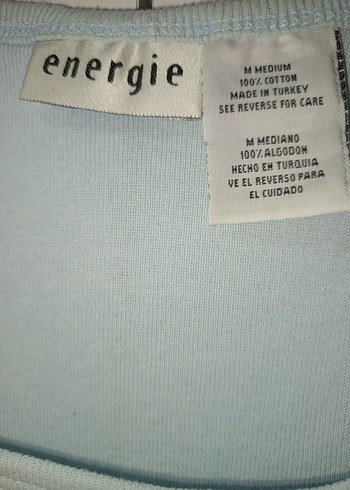 energie
M MEDIUM
100% COTTON
MADE IN TURKEY
SEE REVERSE FOR CARE
M MEDIANO
100% ALGODON
HECHO EN TURQUIA
VE EL REVERSO PARA
EL CUIDADO